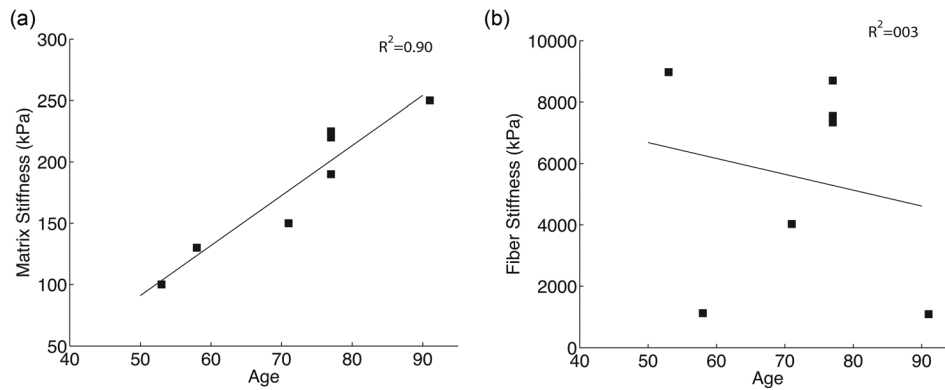 (a)
R²=0.90
300
250
200
150
100
50
Matrix Stiffness (kPa)
40 50 60 70 80 90
Age
(b)
R²=003
10000
8000
6000
4000
2000
0
Fiber Stiffness (kPa)
40 50 60 70 80 90
Age